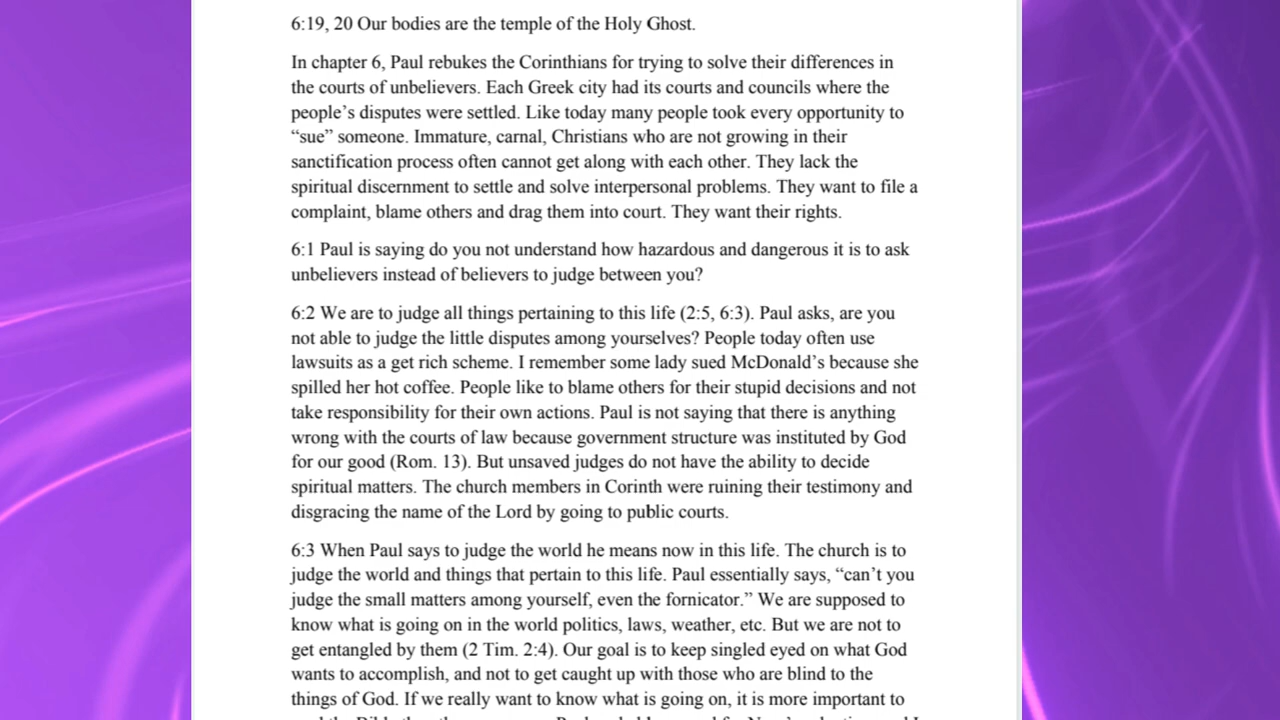 6:19, 20 Our bodies are the temple of the Holy Ghost.
In chapter 6, Paul rebukes the Corinthians for trying to solve their differences in
the courts of unbelievers. Each Greek city had its courts and councils where the
people’s disputes were settled. Like today many people took every opportunity to
“sue” someone. Immature, carnal, Christians who are not growing in their
sanctification process often cannot get along with each other. They lack the
spiritual discernment to settle and solve interpersonal problems. They want to file a
complaint, blame others and drag them into court. They want their rights.
6:1 Paul is saying do you not understand how hazardous and dangerous it is to ask
unbelievers instead of believers to judge between you?
6:2 We are to judge all things pertaining to this life (2:5, 6:3). Paul asks, are you
not able to judge the little disputes among yourselves? People today often use
lawsuits as a get rich scheme. I remember some lady sued McDonald’s because she
spilled her hot coffee. People like to blame others for their stupid decisions and not
take responsibility for their own actions. Paul is not saying that there is anything
wrong with the courts of law because government structure was instituted by God
for our good (Rom. 13). But unsaved judges do not have the ability to decide
spiritual matters. The church members in Corinth were ruining their testimony and
disgracing the name of the Lord by going to public courts.
6:3 When Paul says to judge the world he means now in this life. The church is to
judge the world and things that pertain to this life. Paul essentially says, “can’t you
judge the small matters among yourself, even the fornicator.” We are supposed to
know what is going on in the world politics, laws, weather, etc. But we are not to
get entangled by them (2 Tim. 2:4). Our goal is to keep singled eyed on what God
wants to accomplish, and not to get caught up with those who are blind to the
things of God. If we really want to know what is going on, it is more important to